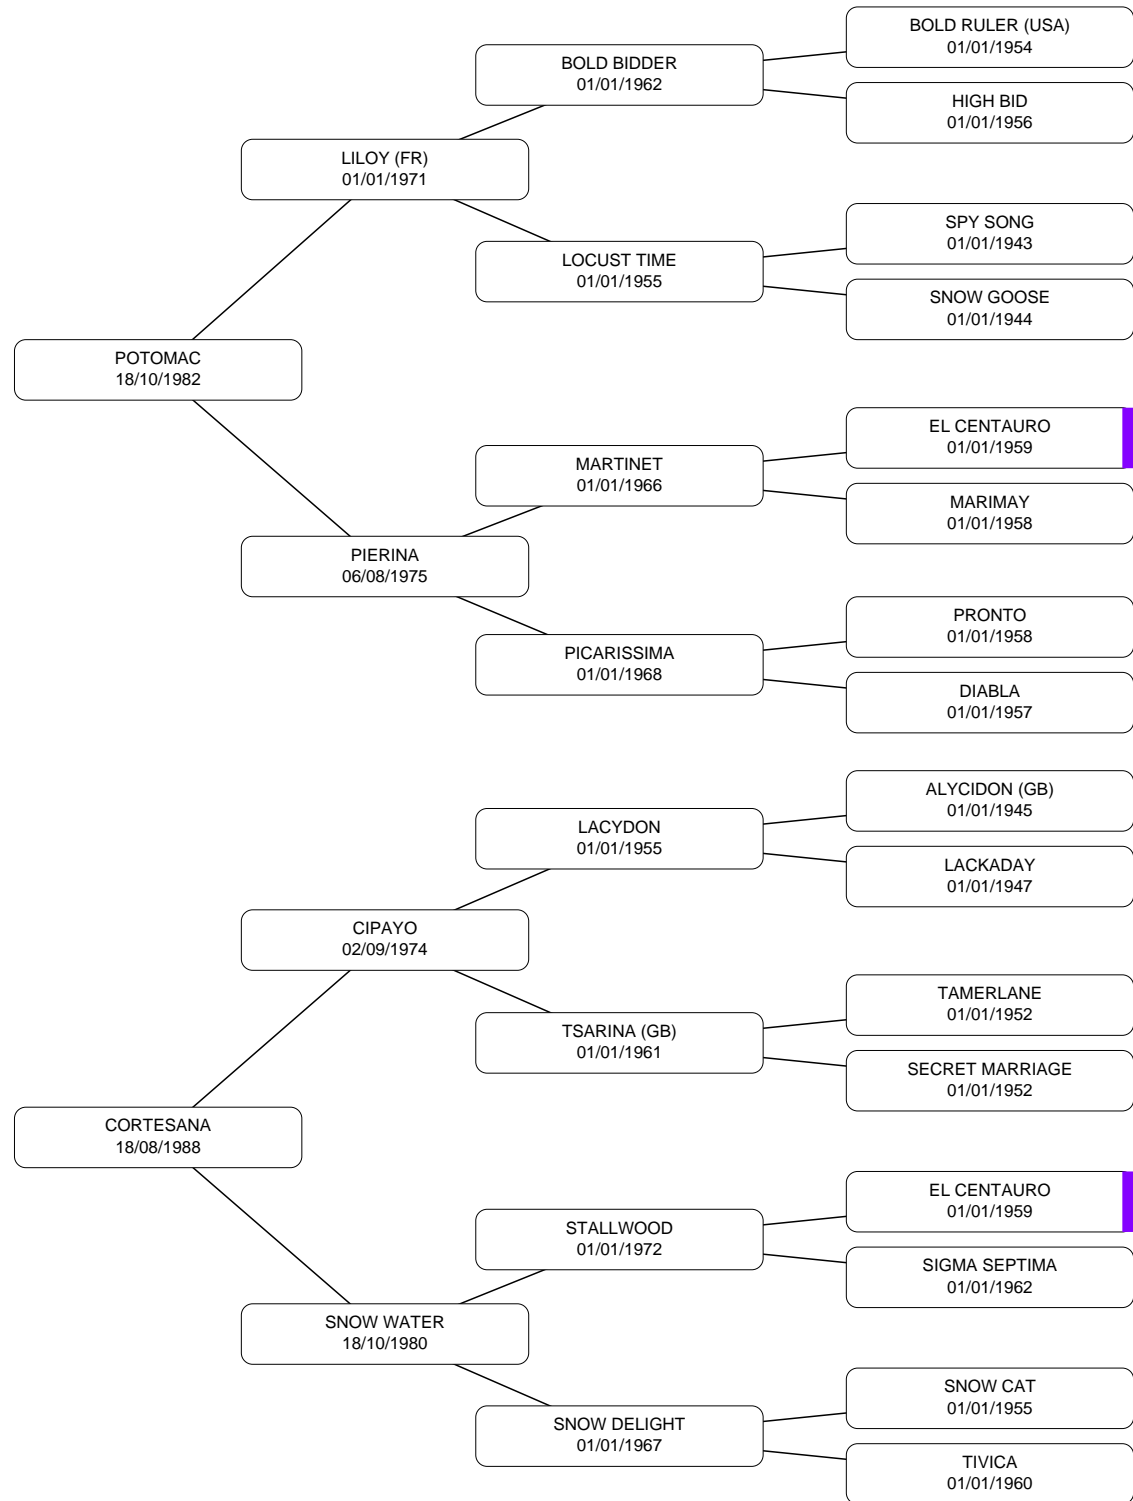 BOLD RULER (USA)
01/01/1954
BOLD BIDDER
01/01/1962
HIGH BID
01/01/1956
LILOY (FR)
01/01/1971
SPY SONG
01/01/1943
LOCUST TIME
01/01/1955
SNOW GOOSE
01/01/1944
POTOMAC
18/10/1982
EL CENTAURO
01/01/1959
MARTINET
01/01/1966
MARIMAY
01/01/1958
PIERINA
06/08/1975
PRONTO
01/01/1958
PICARISSIMA
01/01/1968
DIABLA
01/01/1957
ALYCIDON (GB)
01/01/1945
LACYDON
01/01/1955
LACKADAY
01/01/1947
CIPAYO
02/09/1974
TAMERLANE
01/01/1952
TSARINA (GB)
01/01/1961
SECRET MARRIAGE
01/01/1952
CORTESANA
18/08/1988
EL CENTAURO
01/01/1959
STALLWOOD
01/01/1972
SIGMA SEPTIMA
01/01/1962
SNOW WATER
18/10/1980
SNOW CAT
01/01/1955
SNOW DELIGHT
01/01/1967
TIVICA
01/01/1960